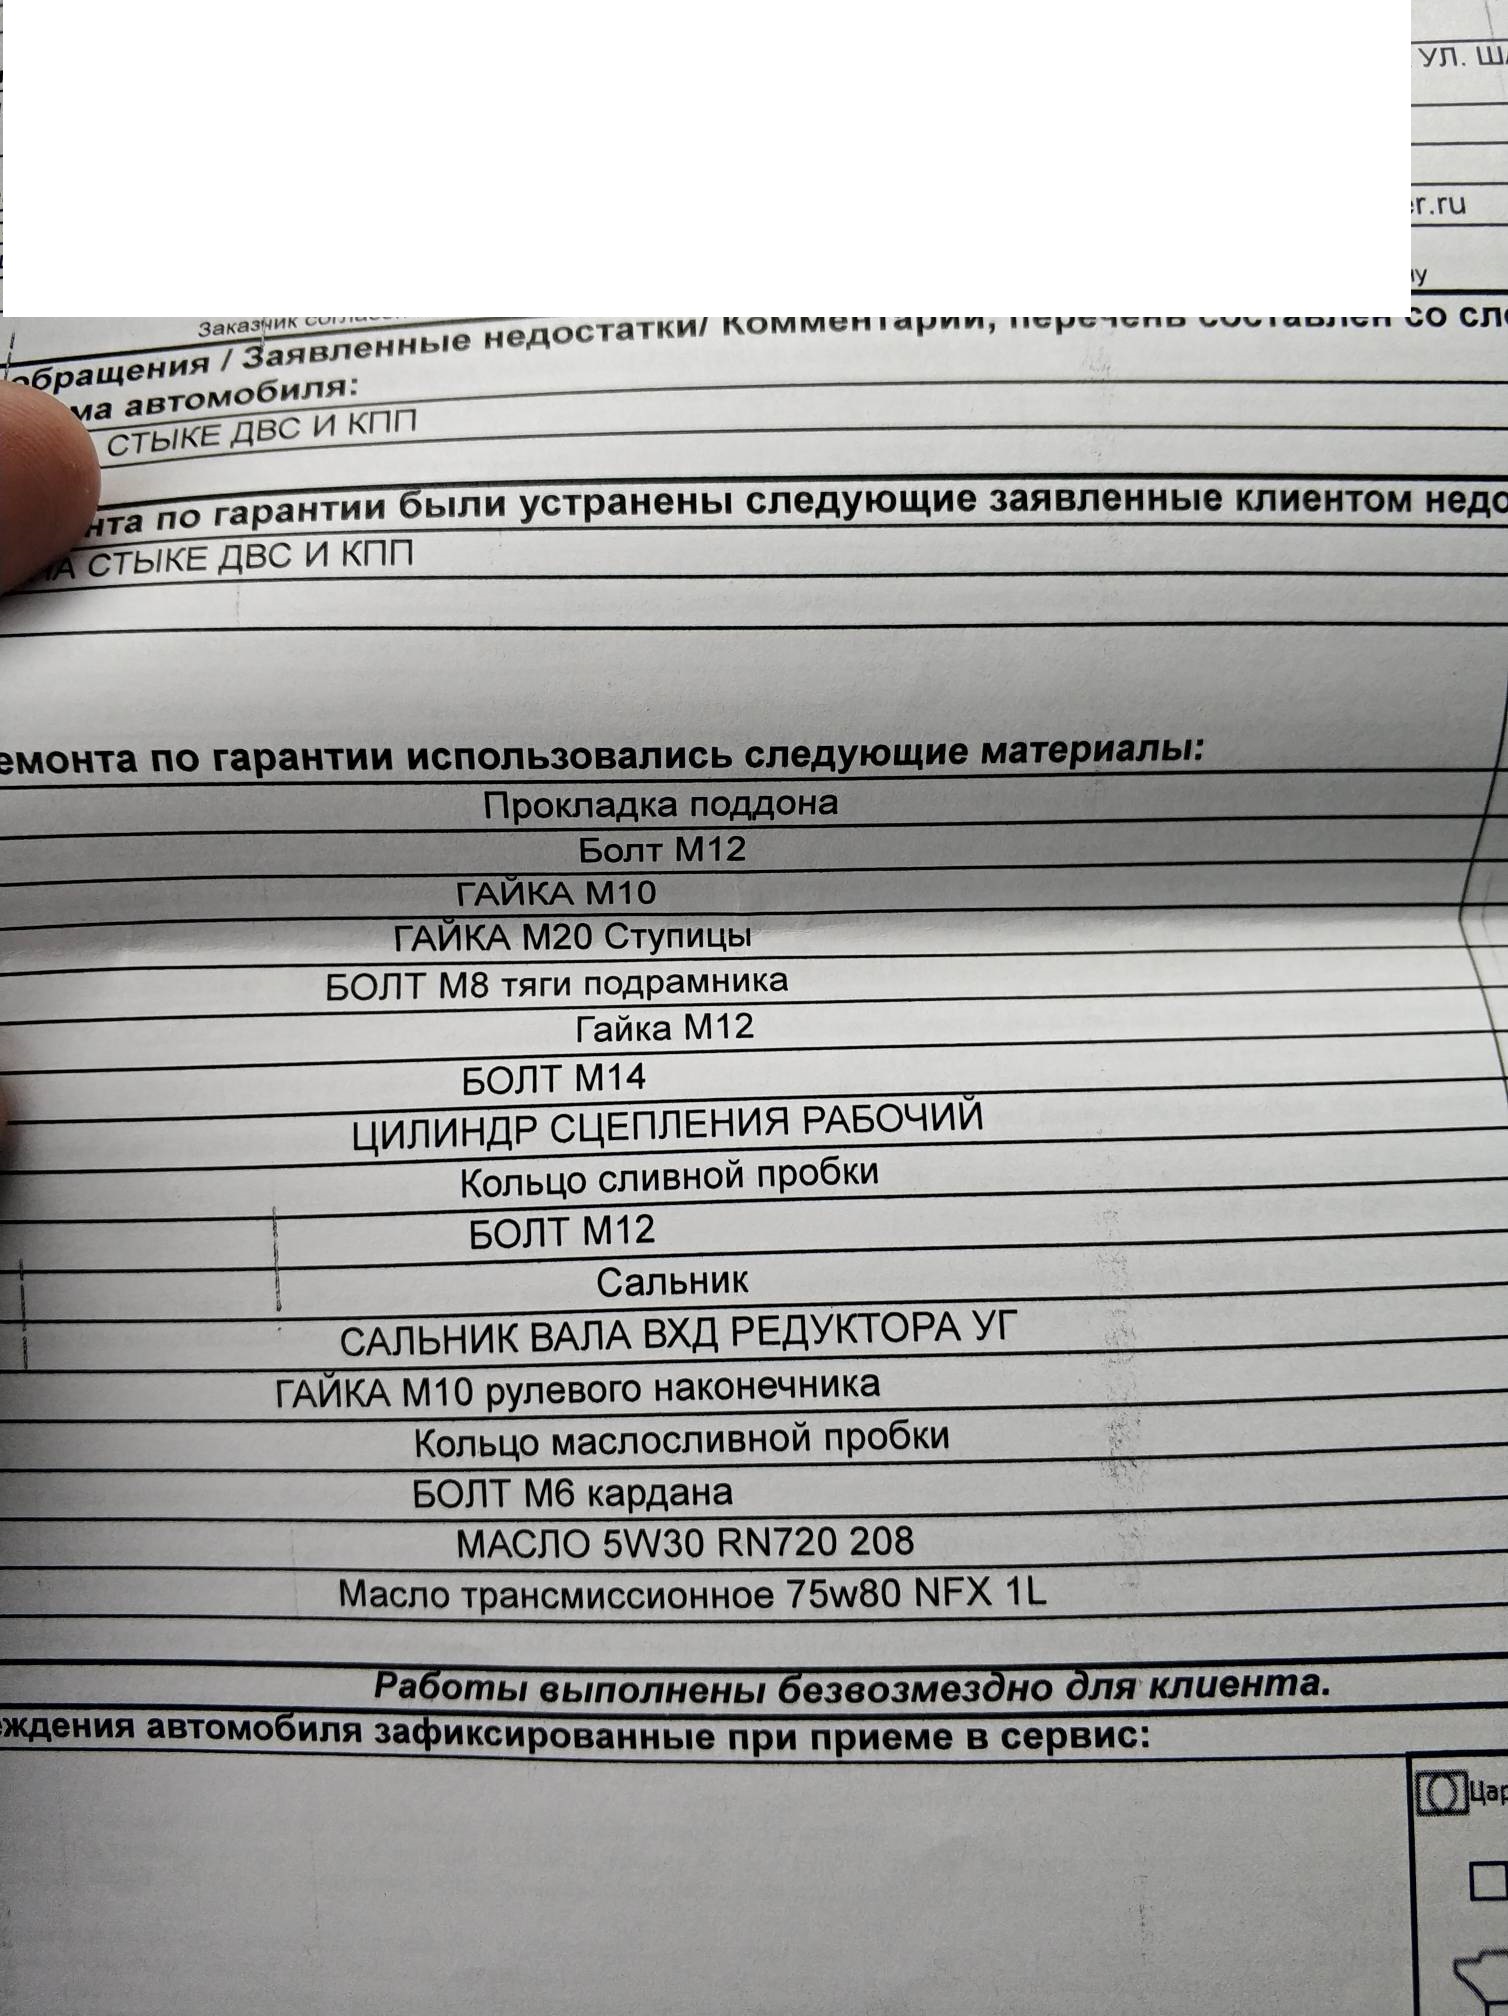 УЛ.
r.ru
Заказчик
обращения / Заявленные недостатки/ Комментарии, перечень составлен со
автомобиля:
СТЫКЕ ДВС И КПП
по гарантии были устранены следующие заявленные клиентом
НА СТЫКЕ ДВС И КПП
емонта по гарантии использовались следующие материалы:
Прокладка поддона
Болт М12
ГАЙКА М10
ГАЙКА М20 Ступицы
БОЛТ М8 тяги подрамника
Гайка М12
БОЛТ М14
ЦИЛИНДР СЦЕПЛЕНИЯ РАБОЧИЙ
Кольцо сливной пробки
БОЛТ М12
Сальник
САЛЬНИК ВАЛА ВХД РЕДУКТОРА УГ
ГАЙКА М10 рулевого наконечника
Кольцо маслосливной пробки
БОЛТ М6 кардана
МАСЛО 5W30 RN720 208
Масло трансмиссионное 75w80 NFX 1L
Работы выполнены безвозмездно для клиента.
ждения автомобиля зафиксированные при приеме в сервис:
Цар